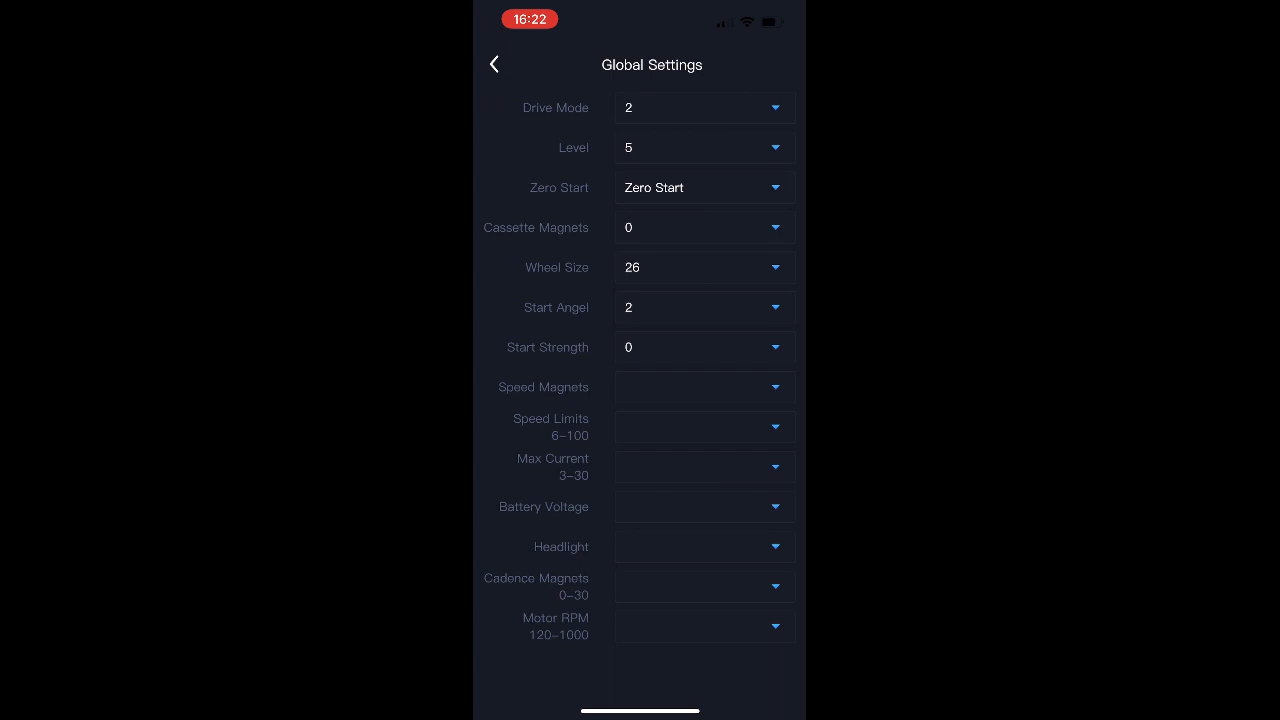 16:22
Global Settings
Drive Mode 2
Level 5
Zero Start Zero Start
Cassette Magnets 0
Wheel Size 26
Start Angel 2
Start Strength 0
Speed Magnets
Speed Limits
6–100
Max Current
3–30
Battery Voltage
Headlight
Cadence Magnets
0–30
Motor RPM
120–1000